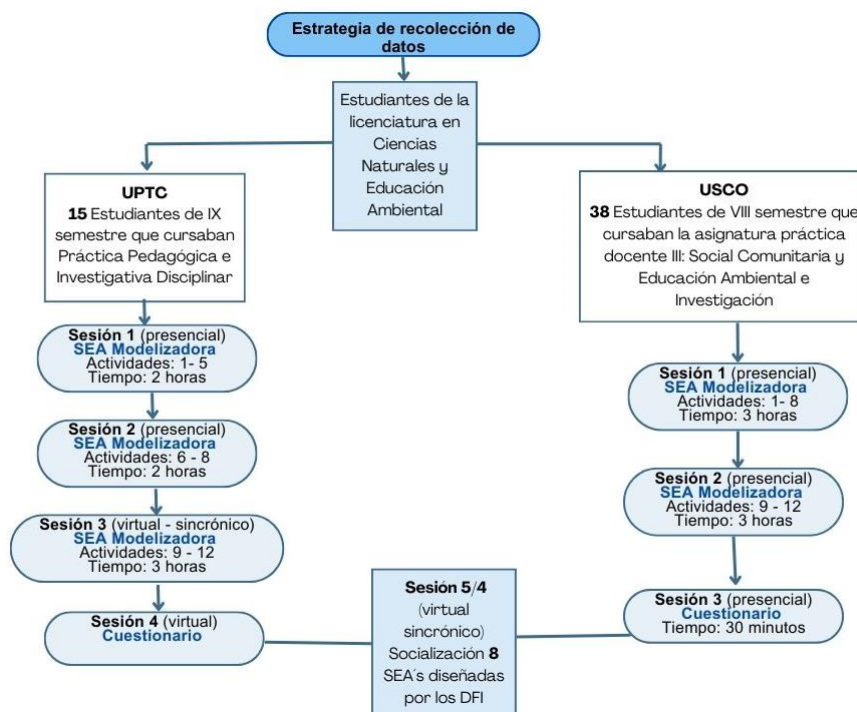 Estrategia de recolección de
datos
Estudiantes de la
licenciatura en
Ciencias
Naturales y
Educación
Ambiental
UPTC
15 Estudiantes de IX
semestre que cursaban
Práctica Pedagógica e
Investigativa Disciplinar
Sesión 1 (presencial)
SEA Modelizadora
Actividades: 1- 5
Tiempo: 2 horas
Sesión 2 (presencial)
SEA Modelizadora
Actividades: 6 - 8
Tiempo: 2 horas
Sesión 3 (virtual - sincrónico)
SEA Modelizadora
Actividades: 9 - 12
Tiempo: 3 horas
Sesión 4 (virtual)
Cuestionario
USCO
38 Estudiantes de VIII semestre que
cursaban la asignatura práctica
docente III: Social Comunitaria y
Educación Ambiental e
Investigación
Sesión 1 (presencial)
SEA Modelizadora
Actividades: 1- 8
Tiempo: 3 horas
Sesión 2 (presencial)
SEA Modelizadora
Actividades: 9 - 12
Tiempo: 3 horas
Sesión 3 (presencial)
Cuestionario
Tiempo: 30 minutos
Sesión 5/4
(virtual
sincrónico)
Socialización 8
SEA´s diseñadas
por los DFI